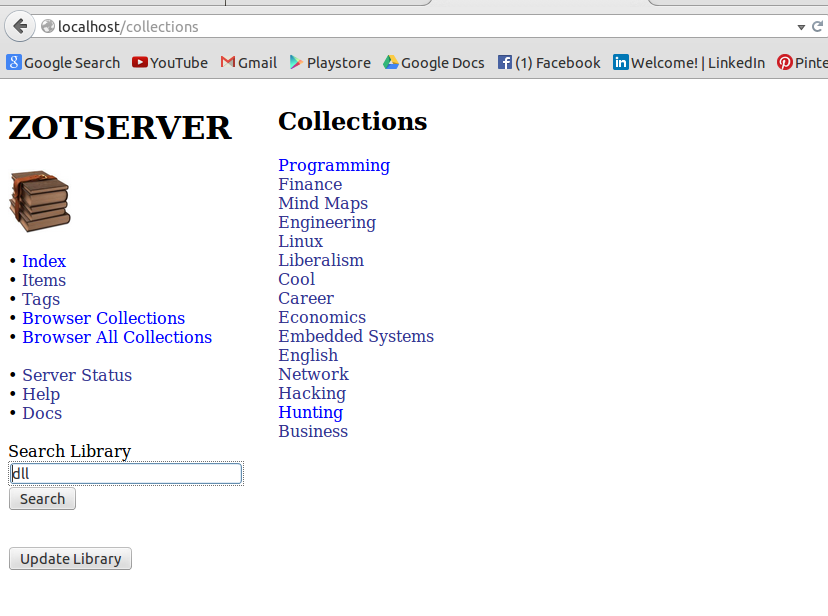 localhost/collections
Google Search YouTube Gmail Playstore Google Docs (1) Facebook Welcome! | LinkedIn Pinte
ZOTSERVER
• Index
• Items
• Tags
• Browser Collections
• Browser All Collections
• Server Status
• Help
• Docs
Search Library
dll
Search
Update Library
Collections
Programming
Finance
Mind Maps
Engineering
Linux
Liberalism
Cool
Career
Economics
Embedded Systems
English
Network
Hacking
Hunting
Business